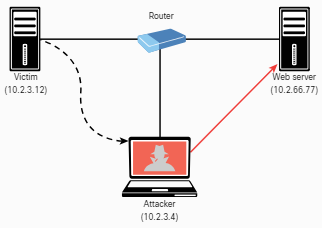 Router
Victim
(10.2.3.12)
Web server
(10.2.66.77)
Attacker
(10.2.3.4)